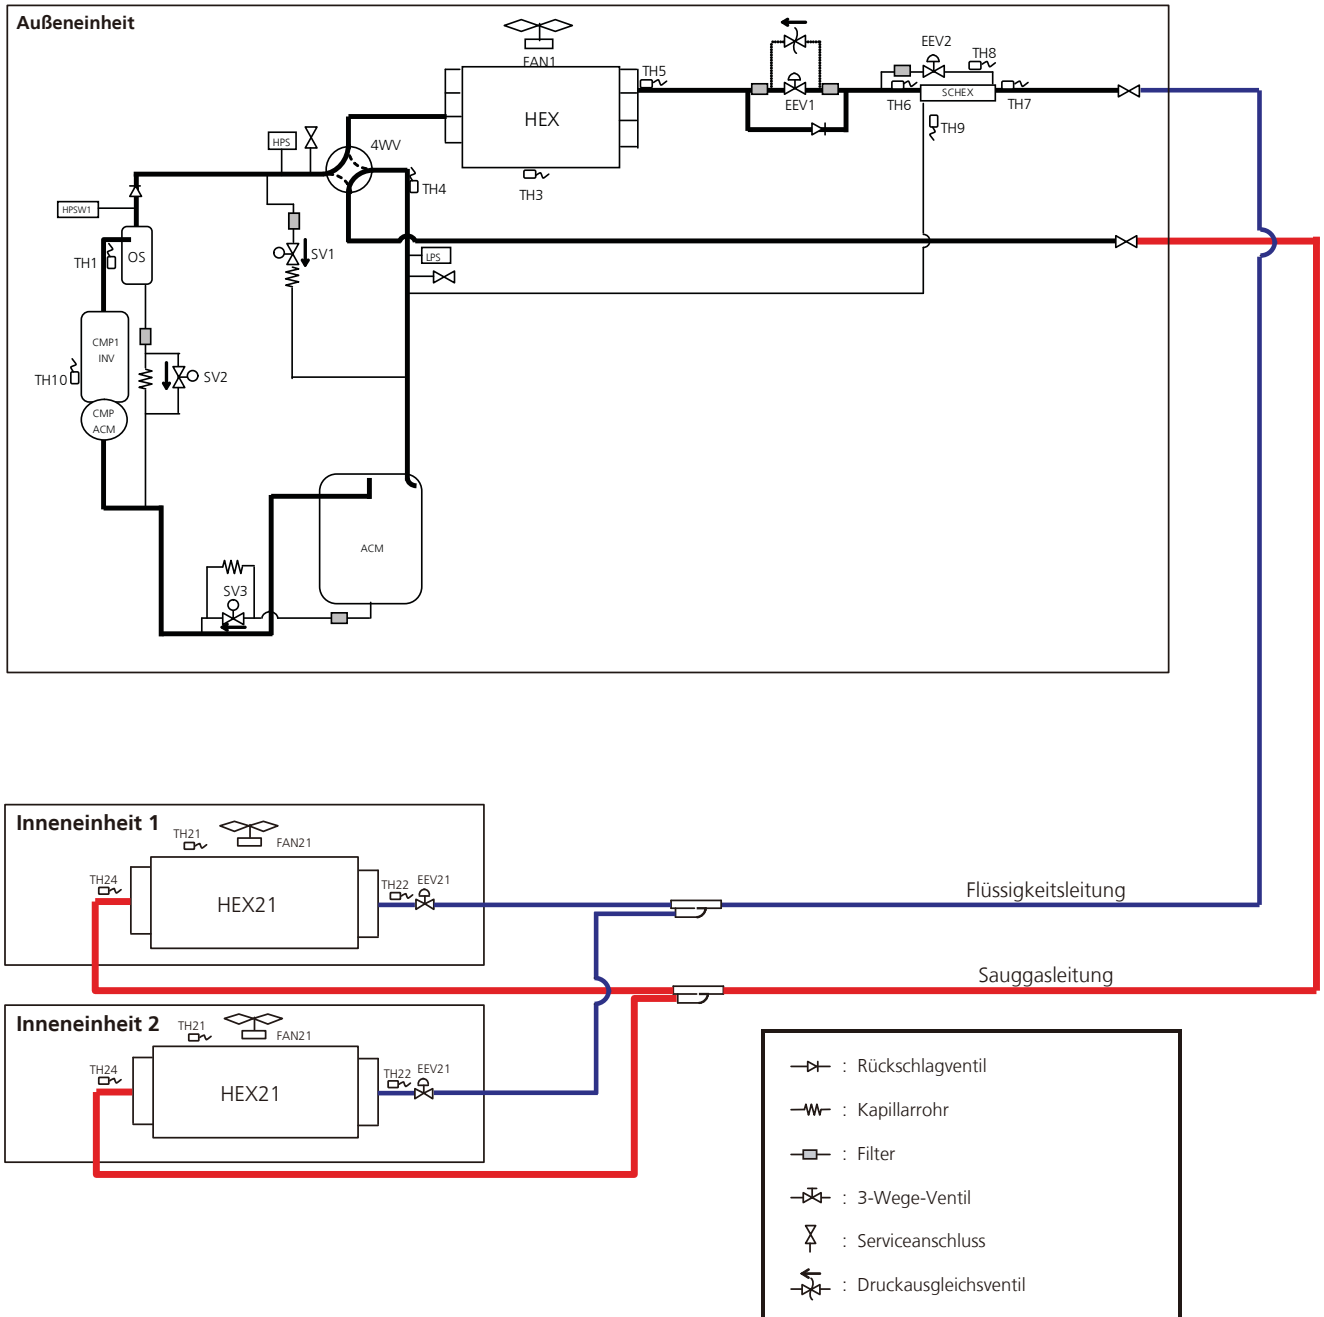 Außeneinheit
FAN1
HEX
TH3
TH5
EEV1
EEV2
TH8
TH6
SCHEX
TH7
TH9
HPS
4WV
TH4
HPSW1
OS
TH1
SV1
LPS
CMP1
INV
TH10
SV2
CMP
ACM
ACM
SV3
Inneneinheit 1
TH21
FAN21
TH24
HEX21
TH22
EEV21
Flüssigkeitsleitung
Sauggasleitung
Inneneinheit 2
TH21
FAN21
TH24
HEX21
TH22
EEV21
: Rückschlagventil
: Kapillarrohr
: Filter
: 3-Wege-Ventil
: Serviceanschluss
: Druckausgleichsventil